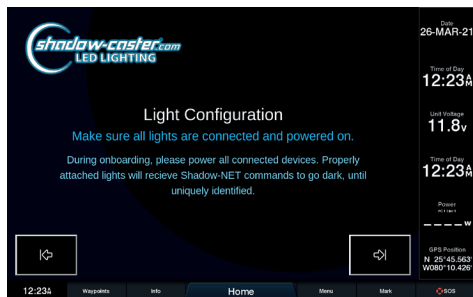 shadow-caster.com
LED LIGHTING
Light Configuration
Make sure all lights are connected and powered on.
During onboarding, please power all connected devices. Properly
attached lights will recieve Shadow-NET commands to go dark, until
uniquely identified.
Date
26-MAR-21
Time of Day
12:23
Unit Voltage
11.8v
Time of Day
12:23
Power
_ _ _ _ w
GPS Position
N 25°45.563'
W080°10.426'
12:23
Waypoints
Info
Home
Menu
Mark
SOS